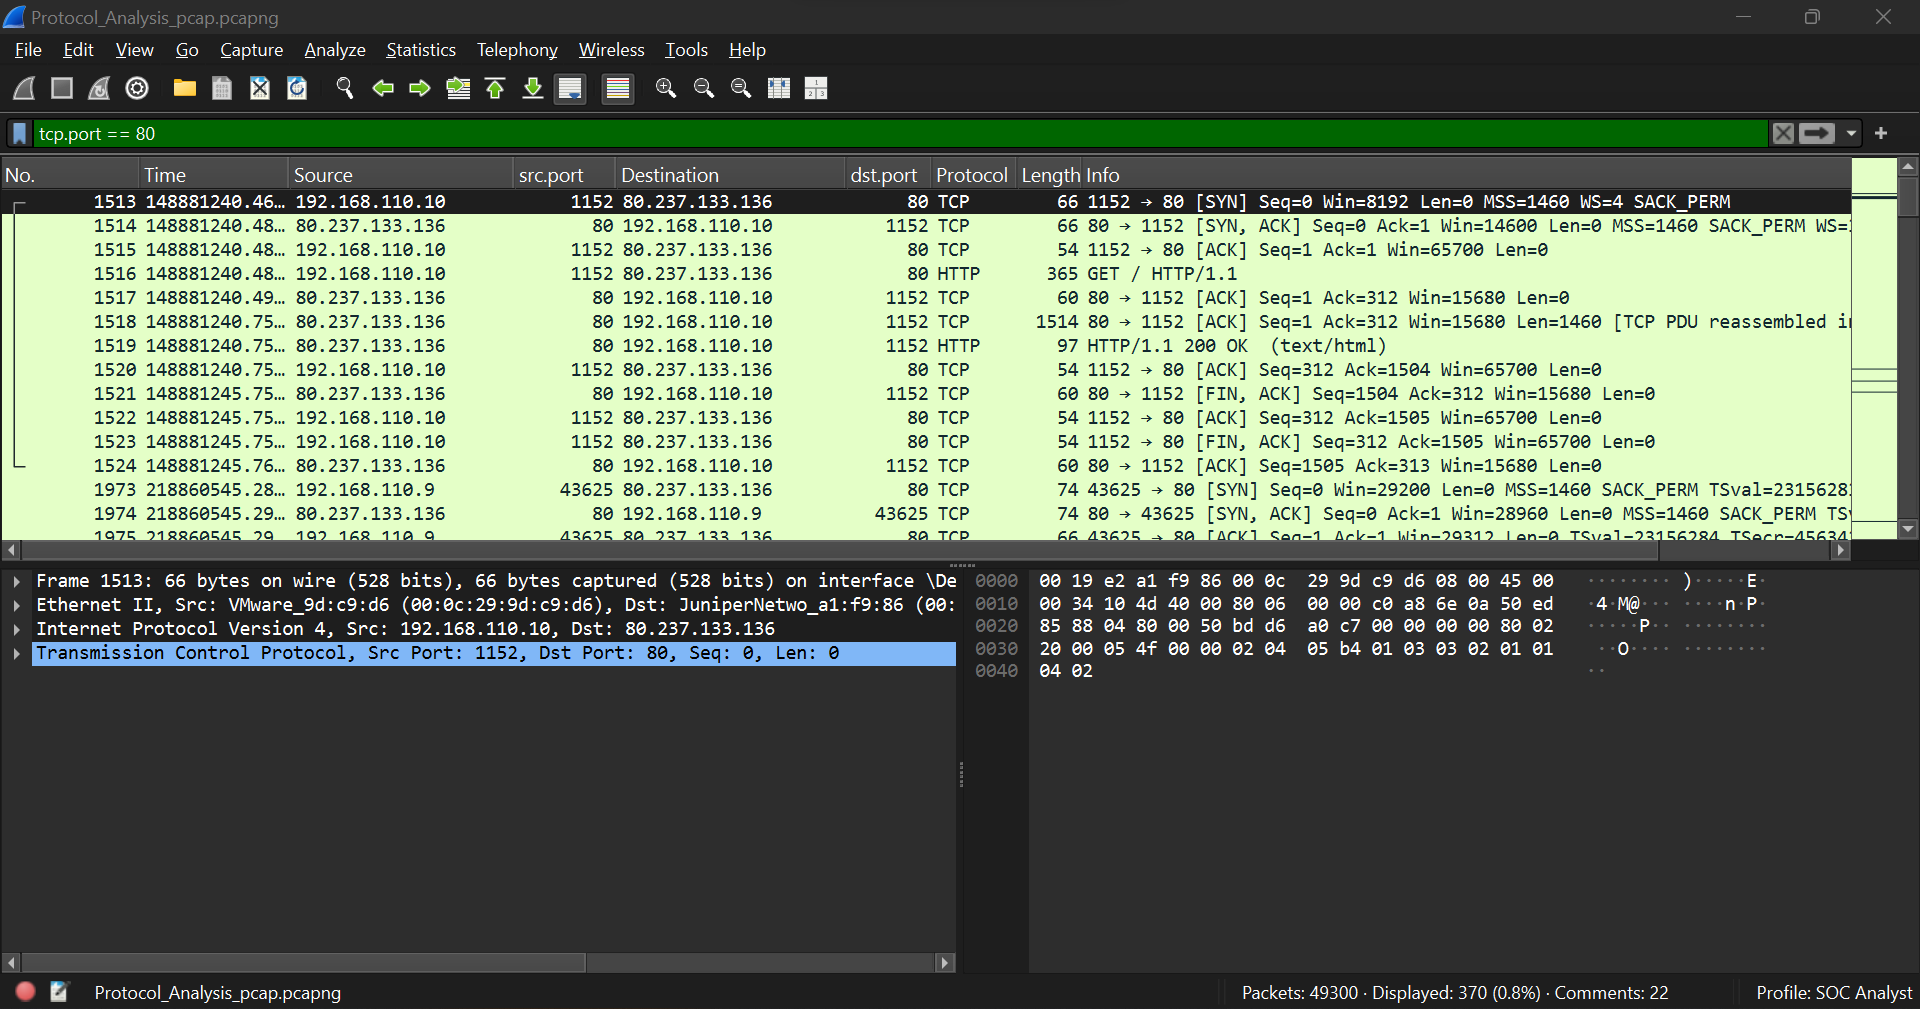 Protocol_Analysis_pcap.pcapng
File Edit View Go Capture Analyze Statistics Telephony Wireless Tools Help
tcp.port == 80
No. Time Source src.port Destination dst.port Protocol Length Info
1513 148881240.46… 192.168.110.10 1152 80.237.133.136 80 TCP 66 1152 → 80 [SYN] Seq=0 Win=8192 Len=0 MSS=1460 WS=4 SACK_PERM
1514 148881240.48… 80.237.133.136 80 192.168.110.10 1152 TCP 66 80 → 1152 [SYN, ACK] Seq=0 Ack=1 Win=14600 Len=0 MSS=1460 SACK_PERM WS=
1515 148881240.48… 192.168.110.10 1152 80.237.133.136 80 TCP 54 1152 → 80 [ACK] Seq=1 Ack=1 Win=65700 Len=0
1516 148881240.48… 192.168.110.10 1152 80.237.133.136 80 HTTP 365 GET / HTTP/1.1
1517 148881240.49… 80.237.133.136 80 192.168.110.10 1152 TCP 60 80 → 1152 [ACK] Seq=1 Ack=312 Win=15680 Len=0
1518 148881240.75… 80.237.133.136 80 192.168.110.10 1152 TCP 1514 80 → 1152 [ACK] Seq=1 Ack=312 Win=15680 Len=1460 [TCP PDU reassembled i
1519 148881240.75… 80.237.133.136 80 192.168.110.10 1152 HTTP 97 HTTP/1.1 200 OK (text/html)
1520 148881240.75… 192.168.110.10 1152 80.237.133.136 80 TCP 54 1152 → 80 [ACK] Seq=312 Ack=1504 Win=65700 Len=0
1521 148881245.75… 80.237.133.136 80 192.168.110.10 1152 TCP 60 80 → 1152 [FIN, ACK] Seq=1504 Ack=312 Win=15680 Len=0
1522 148881245.75… 192.168.110.10 1152 80.237.133.136 80 TCP 54 1152 → 80 [ACK] Seq=312 Ack=1505 Win=65700 Len=0
1523 148881245.75… 192.168.110.10 1152 80.237.133.136 80 TCP 54 1152 → 80 [FIN, ACK] Seq=312 Ack=1505 Win=65700 Len=0
1524 148881245.76… 80.237.133.136 80 192.168.110.10 1152 TCP 60 80 → 1152 [ACK] Seq=1505 Ack=313 Win=15680 Len=0
1973 218860545.28… 192.168.110.9 43625 80.237.133.136 80 TCP 74 43625 → 80 [SYN] Seq=0 Win=29200 Len=0 MSS=1460 SACK_PERM TSval=2315628
1974 218860545.29… 80.237.133.136 80 192.168.110.9 43625 TCP 74 80 → 43625 [SYN, ACK] Seq=0 Ack=1 Win=28960 Len=0 MSS=1460 SACK_PERM TS
1975 218860545.29 192.168.110.9 43625 80.237.133.136 80 TCP 66 43625 → 80 [ACK] Seq=1 Ack=1 Win=29312 Len=0 TSval=23156284 TSecr=45634
Frame 1513: 66 bytes on wire (528 bits), 66 bytes captured (528 bits) on interface \De
Ethernet II, Src: VMware_9d:c9:d6 (00:0c:29:9d:c9:d6), Dst: JuniperNetwo_a1:f9:86 (00:
Internet Protocol Version 4, Src: 192.168.110.10, Dst: 80.237.133.136
Transmission Control Protocol, Src Port: 1152, Dst Port: 80, Seq: 0, Len: 0
0000 00 19 e2 a1 f9 86 00 0c 29 9d c9 d6 08 00 45 00 ········ )·····E·
0010 00 34 10 4d 40 00 80 06 00 00 c0 a8 6e 0a 50 ed ·4·M@··· ····n·P·
0020 85 88 04 80 00 50 bd d6 a0 c7 00 00 00 00 80 02 ·····P·· ········
0030 20 00 05 4f 00 00 02 04 05 b4 01 03 03 02 01 01 ··O···· ········
0040 04 02 ··
Protocol_Analysis_pcap.pcapng Packets: 49300 · Displayed: 370 (0.8%) · Comments: 22 Profile: SOC Analyst